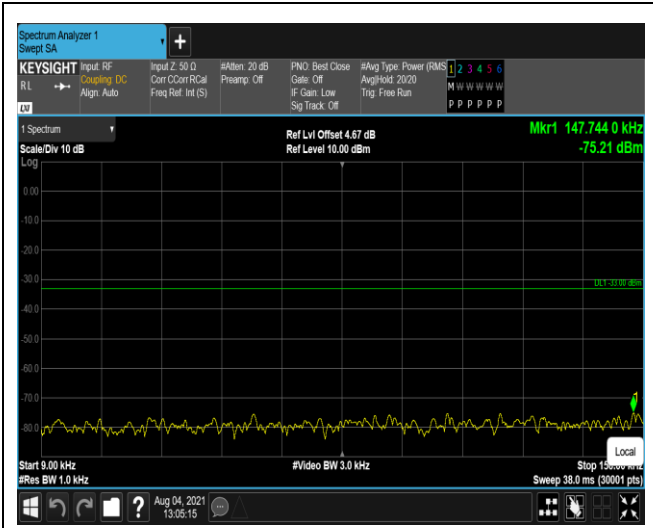 Spectrum Analyzer 1
Swept SA
+
KEYSIGHT
RL
LXI
Input: RF
Coupling: DC
Align: Auto
Input Z: 50 Ω
Corr CCorr RCal
Freq Ref: Int (S)
#Atten: 20 dB
Preamp: Off
PNO: Best Close
Gate: Off
IF Gain: Low
Sig Track: Off
#Avg Type: Power (RMS
Avg|Hold: 20/20
Trig: Free Run
1 2 3 4 5 6
M W W W W W
P P P P P P
1 Spectrum
Scale/Div 10 dB
Ref Lvl Offset 4.67 dB
Ref Level 10.00 dBm
Mkr1 147.744 0 kHz
-75.21 dBm
Log
0.00
-10.0
-20.0
-30.0
DL1 -33.00 dBm
-40.0
-50.0
-60.0
-70.0
-80.0
1
Local
Start 9.00 kHz
#Video BW 3.0 kHz
Stop 150.00 kHz
#Res BW 1.0 kHz
Sweep 38.0 ms (30001 pts)
?
Aug 04, 2021
13:05:15